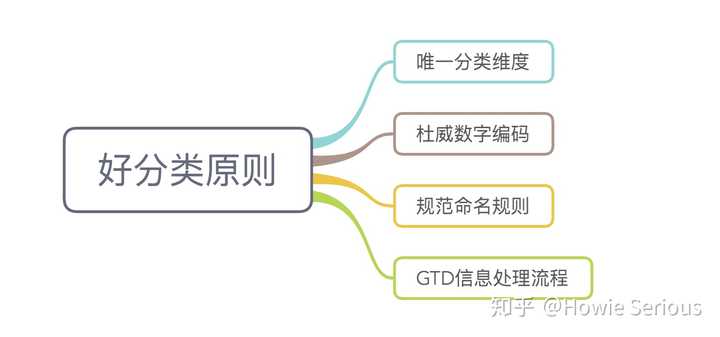 好分类原则
唯一分类维度
杜威数字编码
规范命名规则
GTD信息处理流程
知乎 @Howie Serious